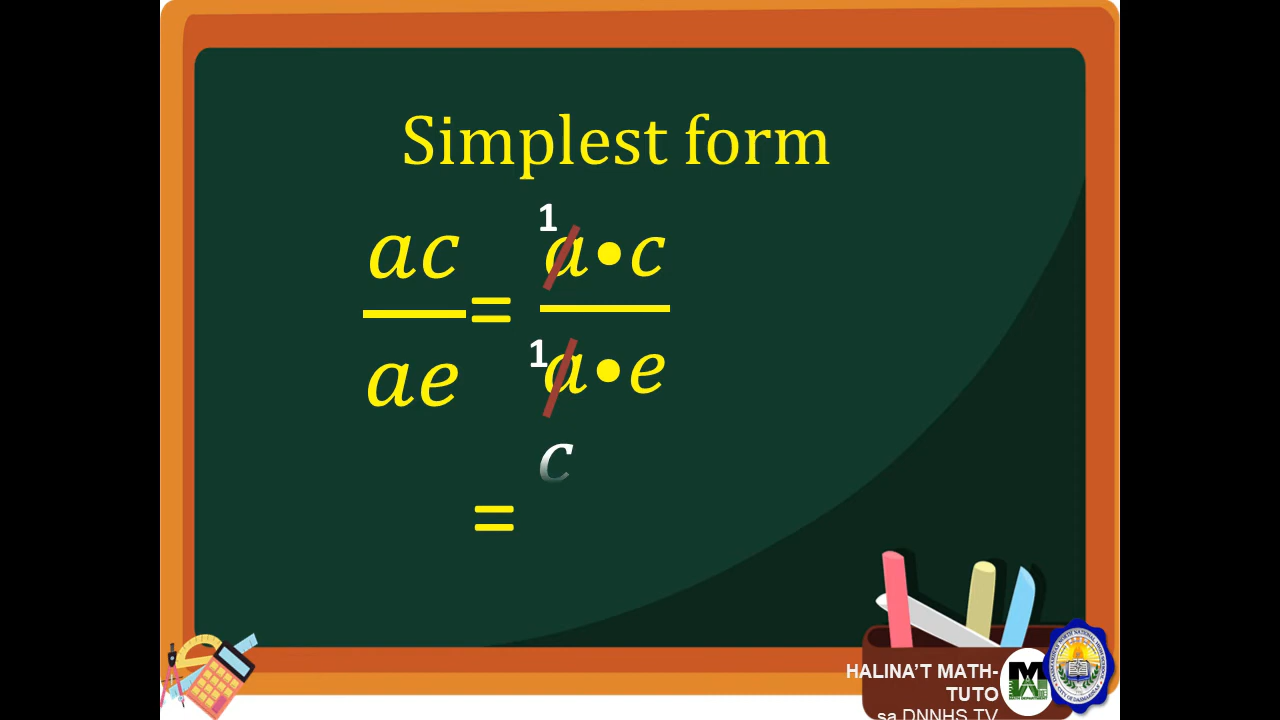 Simplest form
ac/ae = 1a•c/1a•e
= c
HALINA'T MATH-
TUTO
sa DNNHS TV